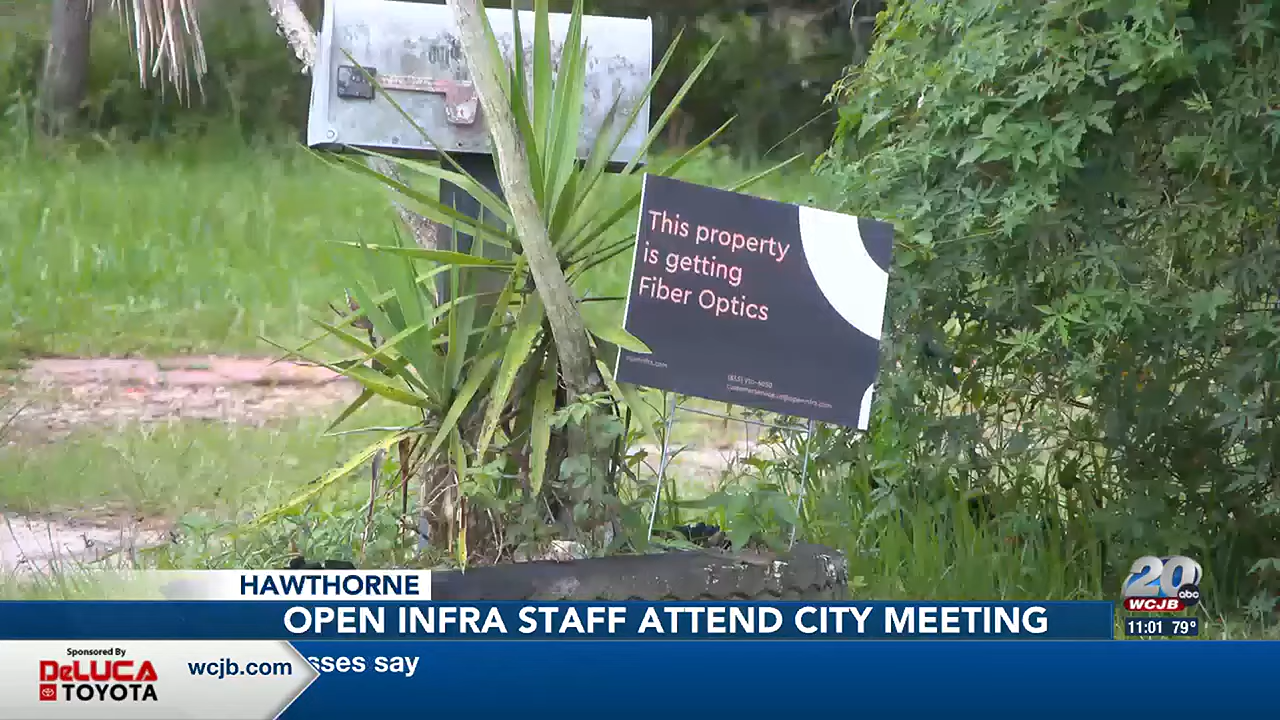 This property
is getting
Fiber Optics
HAWTHORNE
OPEN INFRA STAFF ATTEND CITY MEETING
20
abc
WCJB
11:01 79°
Sponsored By
DeLUCA
TOYOTA
wcjb.com
sses say